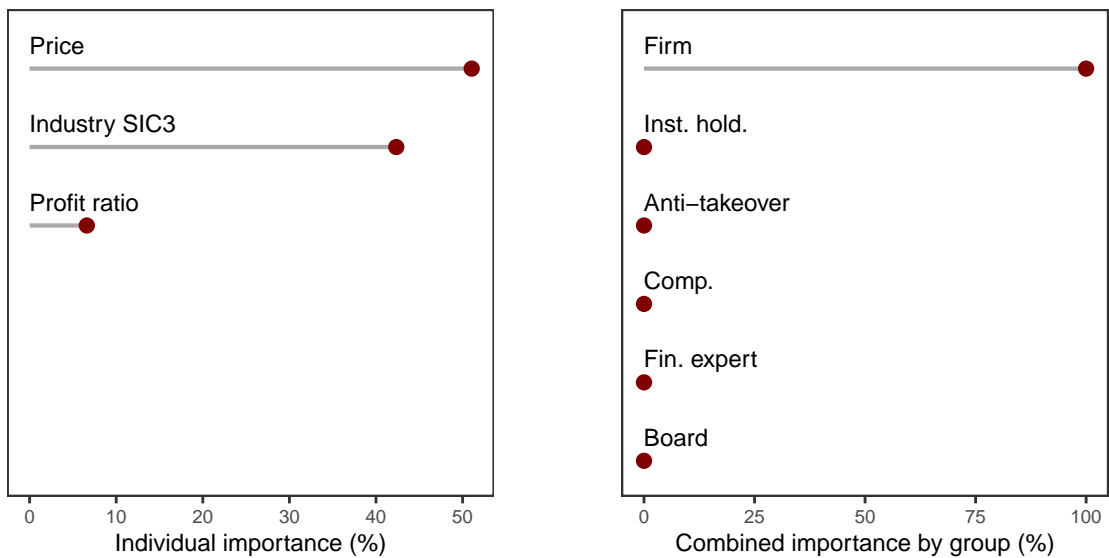 Price
Industry SIC3
Profit ratio
0 10 20 30 40 50
Individual importance (%)
Firm
Inst. hold.
Anti−takeover
Comp.
Fin. expert
Board
0 25 50 75 100
Combined importance by group (%)